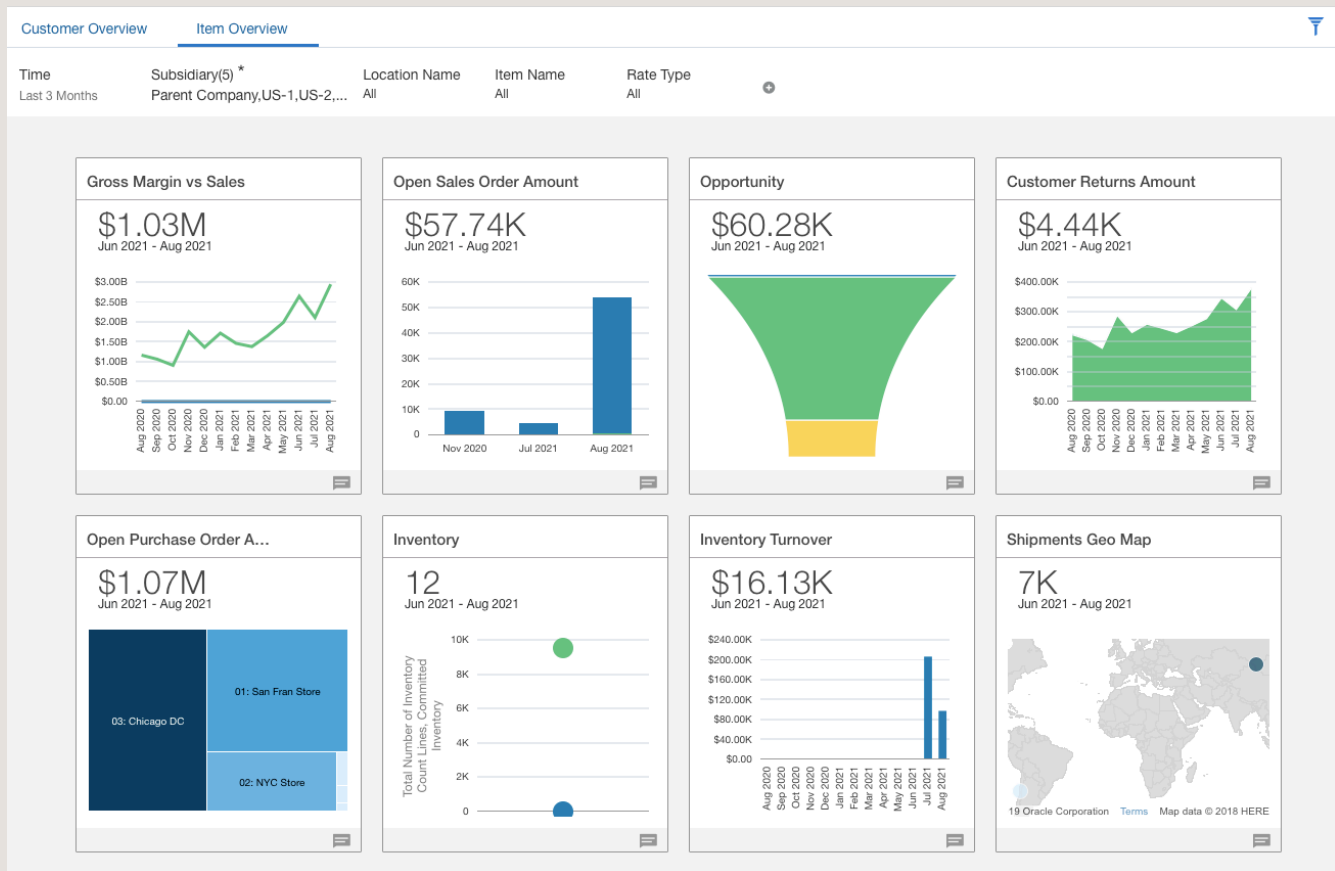 Customer Overview
Item Overview
Time
Subsidiary(5) *
Location Name
Item Name
Rate Type
Last 3 Months
Parent Company,US-1,US-2,...
All
All
All
Gross Margin vs Sales
$1.03M
Jun 2021 - Aug 2021
$3.00B
$2.50B
$2.00B
$1.50B
$1.00B
$0.50B
$0.00
Aug 2020
Sep 2020
Oct 2020
Nov 2020
Dec 2020
Jan 2021
Feb 2021
Mar 2021
Apr 2021
May 2021
Jun 2021
Jul 2021
Aug 2021
Open Sales Order Amount
$57.74K
Jun 2021 - Aug 2021
60K
50K
40K
30K
20K
10K
0
Nov 2020
Jul 2021
Aug 2021
Opportunity
$60.28K
Jun 2021 - Aug 2021
Customer Returns Amount
$4.44K
Jun 2021 - Aug 2021
$400.00K
$300.00K
$200.00K
$100.00K
$0.00
Aug 2020
Sep 2020
Oct 2020
Nov 2020
Dec 2020
Jan 2021
Feb 2021
Mar 2021
Apr 2021
May 2021
Jun 2021
Jul 2021
Aug 2021
Open Purchase Order A...
$1.07M
Jun 2021 - Aug 2021
03: Chicago DC
01: San Fran Store
02: NYC Store
Inventory
12
Jun 2021 - Aug 2021
Total Number of Inventory
Count Lines, Committed
Inventory
10K
8K
6K
4K
2K
0
Inventory Turnover
$16.13K
Jun 2021 - Aug 2021
$240.00K
$200.00K
$160.00K
$120.00K
$80.00K
$40.00K
$0.00
Aug 2020
Sep 2020
Oct 2020
Nov 2020
Dec 2020
Jan 2021
Feb 2021
Mar 2021
Apr 2021
May 2021
Jun 2021
Jul 2021
Aug 2021
Shipments Geo Map
7K
Jun 2021 - Aug 2021
19 Oracle Corporation Terms Map data © 2018 HERE